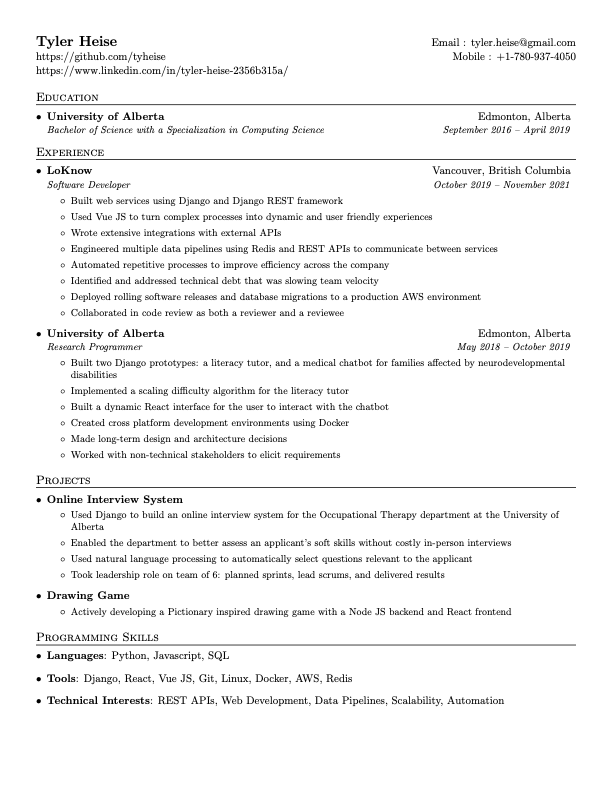 Tyler Heise
Email : tyler.heise@gmail.com
https://github.com/tyheise
Mobile : +1-780-937-4050
https://www.linkedin.com/in/tyler-heise-2356b315a/
Education
• University of Alberta
Edmonton, Alberta
Bachelor of Science with a Specialization in Computing Science
September 2016 – April 2019
Experience
• LoKnow
Vancouver, British Columbia
Software Developer
October 2019 – November 2021
◦ Built web services using Django and Django REST framework
◦ Used Vue JS to turn complex processes into dynamic and user friendly experiences
◦ Wrote extensive integrations with external APIs
◦ Engineered multiple data pipelines using Redis and REST APIs to communicate between services
◦ Automated repetitive processes to improve efficiency across the company
◦ Identified and addressed technical debt that was slowing team velocity
◦ Deployed rolling software releases and database migrations to a production AWS environment
◦ Collaborated in code review as both a reviewer and a reviewee
• University of Alberta
Edmonton, Alberta
Research Programmer
May 2018 – October 2019
◦ Built two Django prototypes: a literacy tutor, and a medical chatbot for families affected by neurodevelopmental
disabilities
◦ Implemented a scaling difficulty algorithm for the literacy tutor
◦ Built a dynamic React interface for the user to interact with the chatbot
◦ Created cross platform development environments using Docker
◦ Made long-term design and architecture decisions
◦ Worked with non-technical stakeholders to elicit requirements
Projects
• Online Interview System
◦ Used Django to build an online interview system for the Occupational Therapy department at the University of
Alberta
◦ Enabled the department to better assess an applicant's soft skills without costly in-person interviews
◦ Used natural language processing to automatically select questions relevant to the applicant
◦ Took leadership role on team of 6: planned sprints, lead scrums, and delivered results
• Drawing Game
◦ Actively developing a Pictionary inspired drawing game with a Node JS backend and React frontend
Programming Skills
• Languages: Python, Javascript, SQL
• Tools: Django, React, Vue JS, Git, Linux, Docker, AWS, Redis
• Technical Interests: REST APIs, Web Development, Data Pipelines, Scalability, Automation